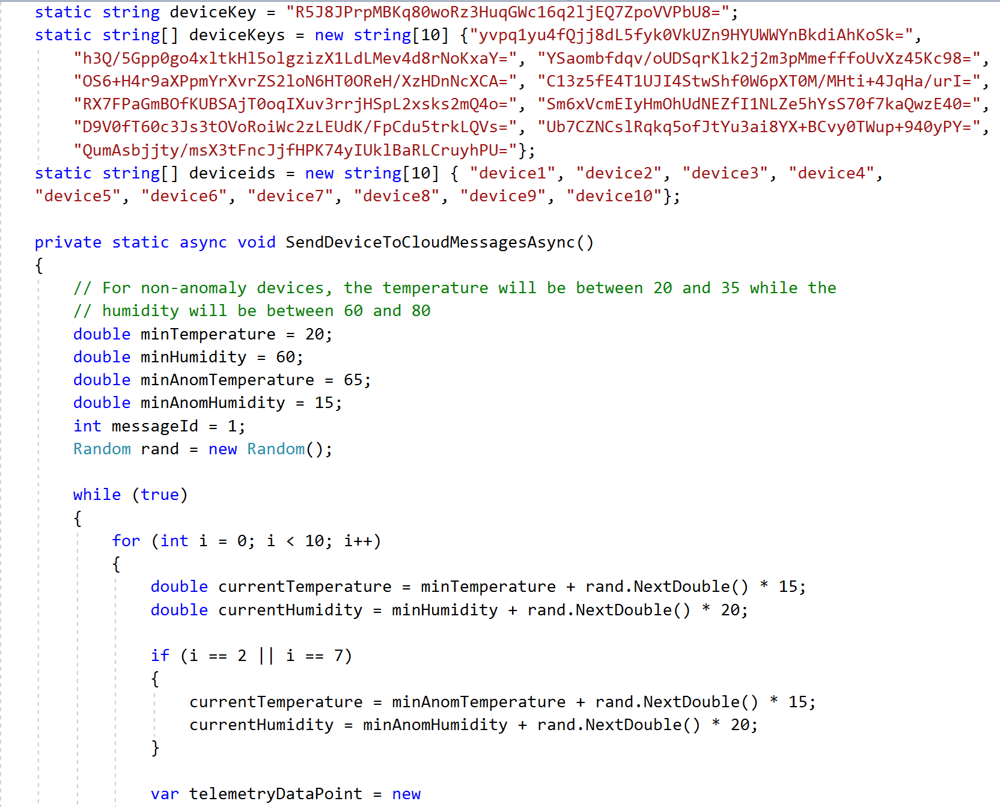 static string deviceKey = "R5J8JPrpMBKq80woRz3HuqGWc16q2ljEQ7ZpoVVPbU8=";
static string[] deviceKeys = new string[10] {"yvpq1yu4fQjj8dL5fyk0VkUZn9HYUWWYnBkdiAhKoSk=",
"h3Q/5Gpp0go4xltkHl5olgzizX1LdLMev4d8rNoKxaY=", "YSaombfdqv/oUDSqrKlk2j2m3pMmefffoUvXz45Kc98=",
"OS6+H4r9aXPpmYrXvrZS2loN6HT0OReH/XzHDnNcXCA=", "C13z5fE4T1UJI4StwShf0W6pXT0M/MHti+4JqHa/urI=",
"RX7FPaGmBOfKUBSAjT0oqIXuv3rrjHSpL2xsks2mQ4o=", "Sm6xVcmEIyHmOhUdNEZfI1NLZe5hYsS70f7kaQwzE40=",
"D9V0fT60c3Js3tOVoRoiWc2zLEUdK/FpCdu5trkLQVs=", "Ub7CZNCslRqkq5ofJtYu3ai8YX+BCvy0TWup+940yPY=",
"QumAsbjjty/msX3tFncJjfHPK74yIUklBaRLCruyhPU="};
static string[] deviceids = new string[10] { "device1", "device2", "device3", "device4",
"device5", "device6", "device7", "device8", "device9", "device10"};
private static async void SendDeviceToCloudMessagesAsync()
{
// For non-anomaly devices, the temperature will be between 20 and 35 while the
// humidity will be between 60 and 80
double minTemperature = 20;
double minHumidity = 60;
double minAnomTemperature = 65;
double minAnomHumidity = 15;
int messageId = 1;
Random rand = new Random();
while (true)
{
for (int i = 0; i < 10; i++)
{
double currentTemperature = minTemperature + rand.NextDouble() * 15;
double currentHumidity = minHumidity + rand.NextDouble() * 20;
if (i == 2 || i == 7)
{
currentTemperature = minAnomTemperature + rand.NextDouble() * 15;
currentHumidity = minAnomHumidity + rand.NextDouble() * 20;
}
var telemetryDataPoint = new